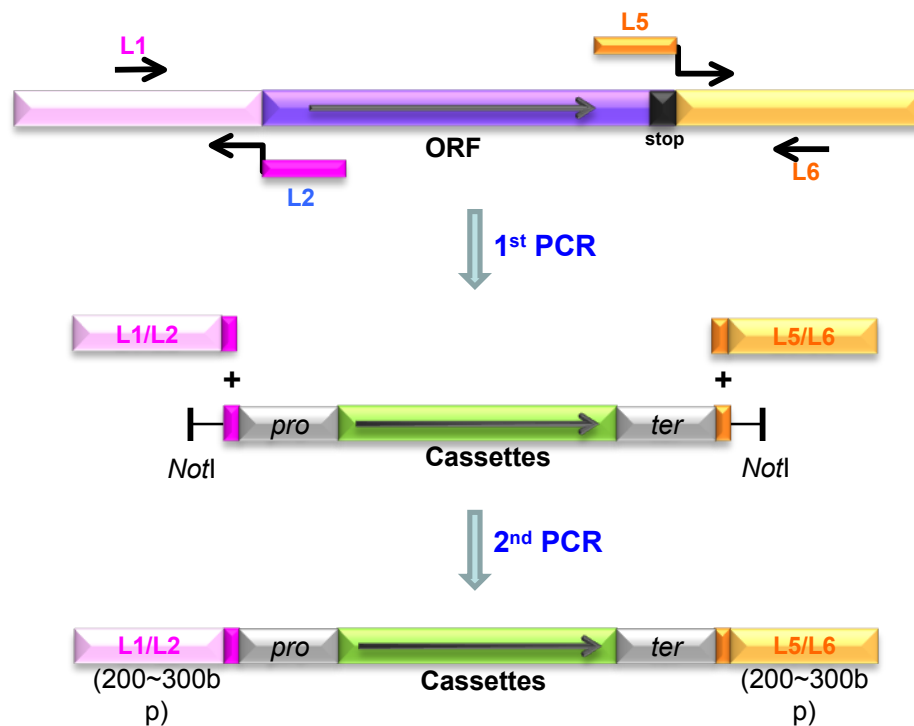 L1
L5
ORF
stop
L2
L6
1st PCR
L1/L2
L5/L6
+
+
pro
ter
NotI
Cassettes
NotI
2nd PCR
L1/L2
pro
ter
L5/L6
(200~300b
p)
Cassettes
(200~300b
p)